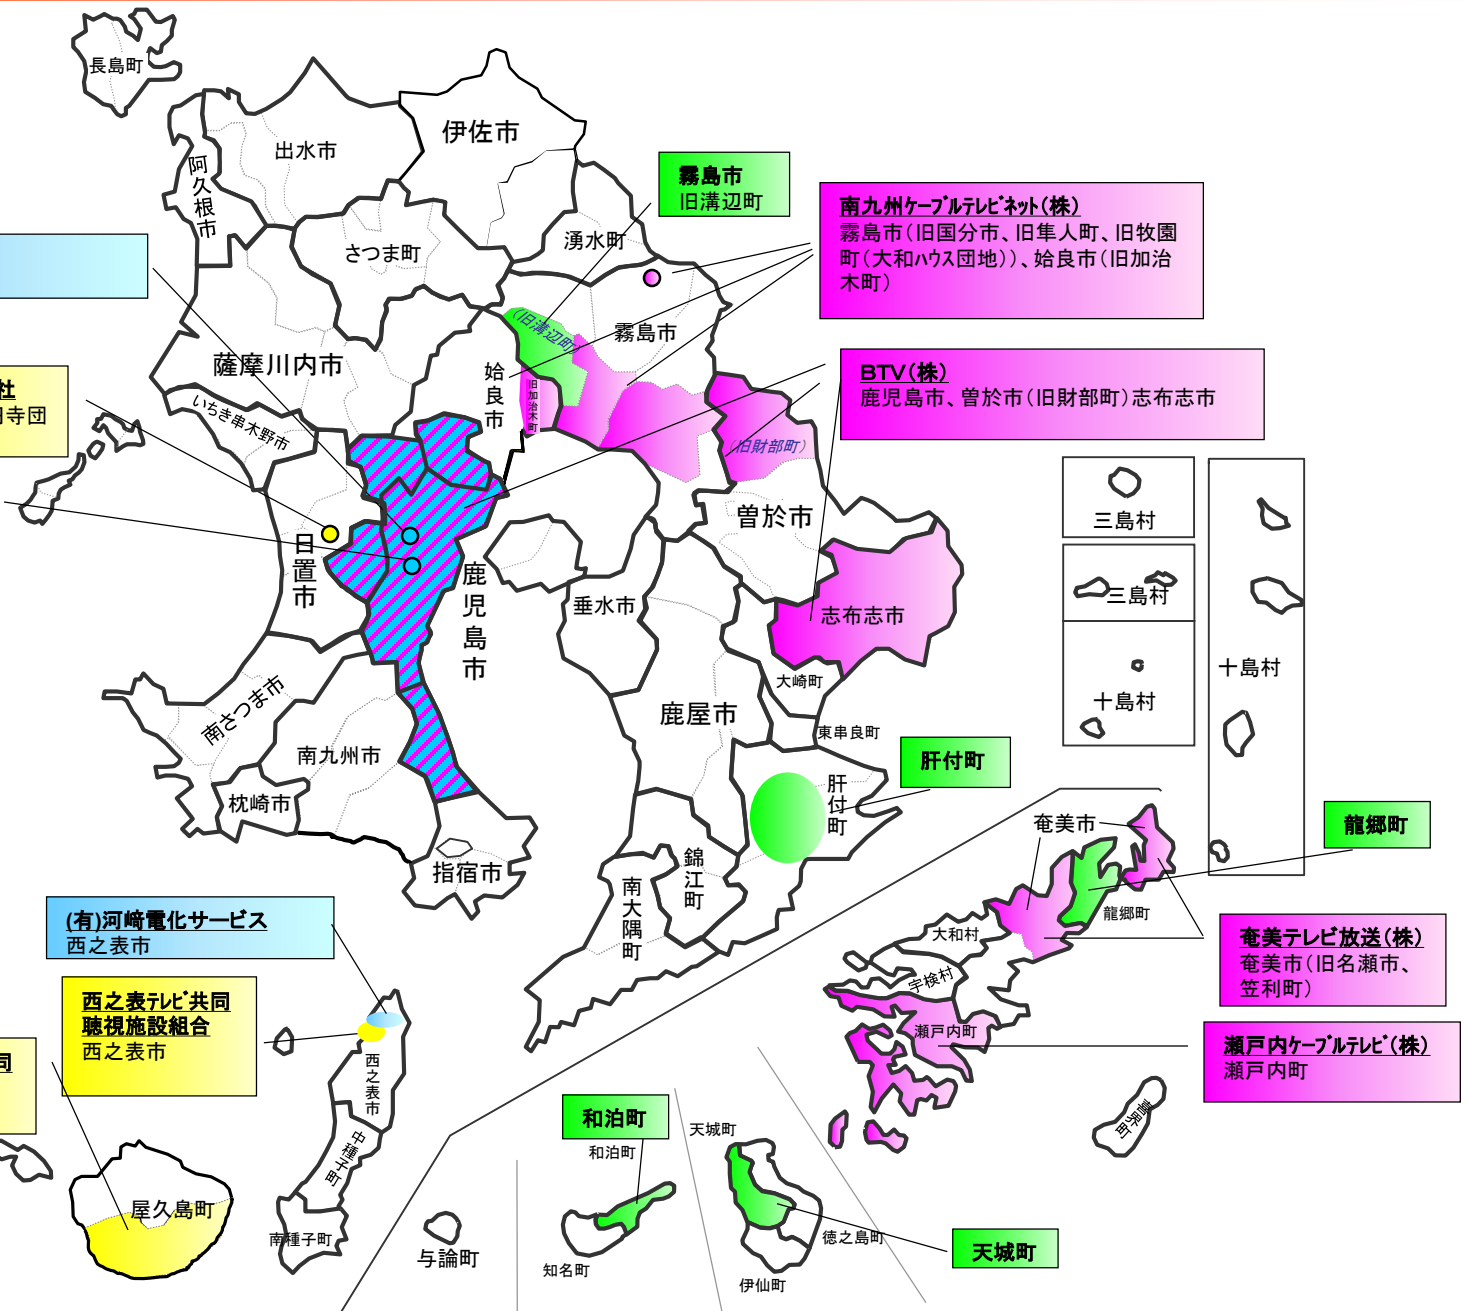 長島町
出水市
伊佐市
阿久根市
さつま町
湧水町
霧島市
旧溝辺町
南九州ケーブルテレビネット(株)
霧島市(旧国分市、旧隼人町、旧牧園
町(大和ハウス団地))、姶良市(旧加治
木町)
(旧溝辺町)
霧島市
薩摩川内市
姶良市
旧加治木町
BTV(株)
鹿児島市、曽於市(旧財部町)志布志市
社
寺団
いちき串木野市
(旧財部町)
曽於市
日置市
鹿児島市
垂水市
志布志市
三島村
三島村
十島村
十島村
大崎町
南さつま市
鹿屋市
東串良町
南九州市
枕崎市
肝付町
肝付町
指宿市
錦江町
南大隅町
奄美市
龍郷町
龍郷町
大和村
宇検村
瀬戸内町
奄美テレビ放送(株)
奄美市(旧名瀬市、
笠利町)
瀬戸内ケーブルテレビ(株)
瀬戸内町
喜界町
(有)河﨑電化サービス
西之表市
西之表テレビ共同
聴視施設組合
西之表市
同
西之表市
中種子町
南種子町
屋久島町
和泊町
和泊町
知名町
与論町
天城町
徳之島町
伊仙町
天城町